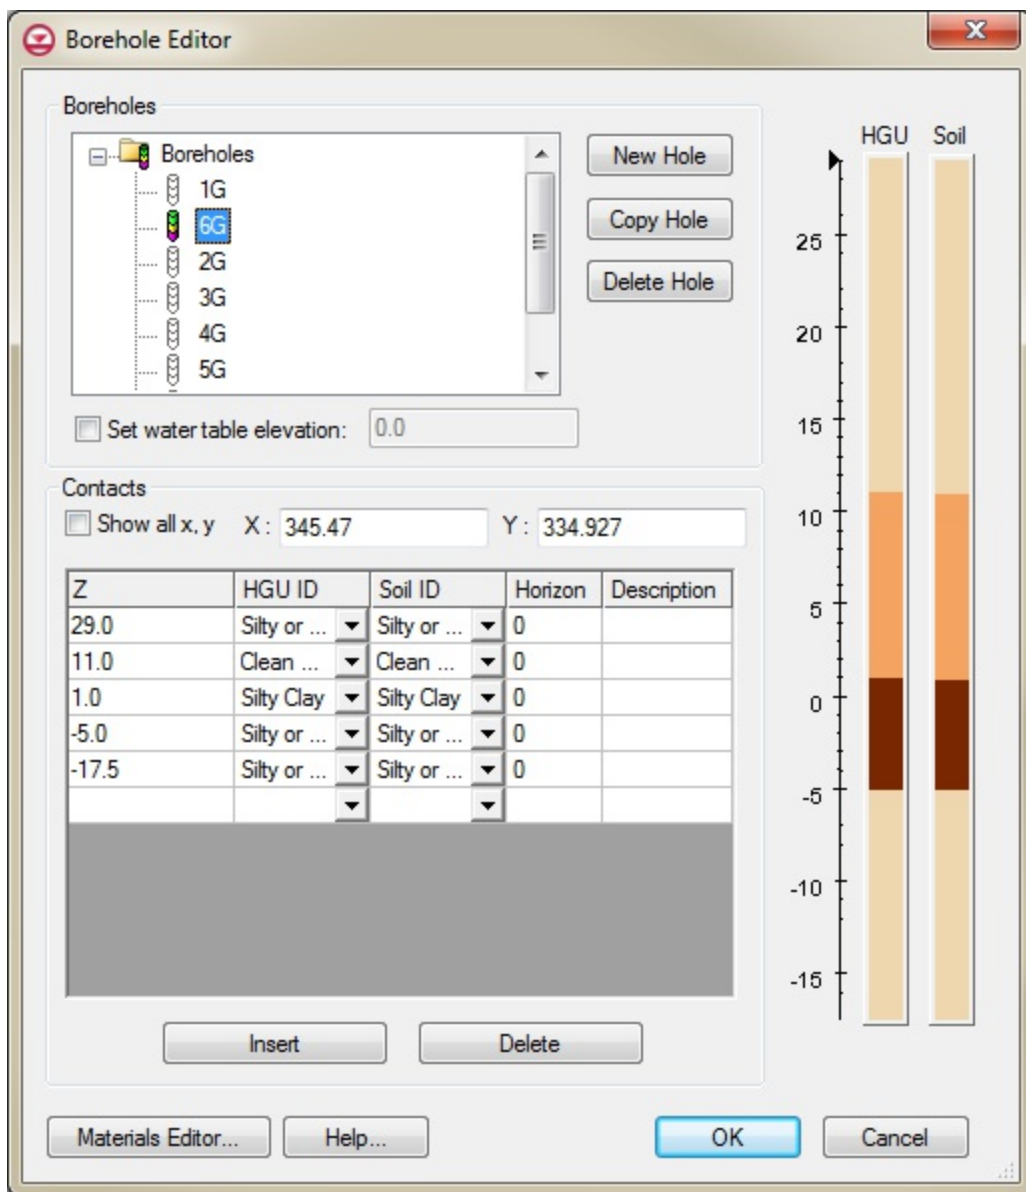 Borehole Editor
Boreholes
Boreholes
1G
6G
2G
3G
4G
5G
New Hole
Copy Hole
Delete Hole
Set water table elevation: 0.0
Contacts
Show all x, y X : 345.47 Y : 334.927
Z HGU ID Soil ID Horizon Description
29.0 Silty or ... Silty or ... 0
11.0 Clean ... Clean ... 0
1.0 Silty Clay Silty Clay 0
-5.0 Silty or ... Silty or ... 0
-17.5 Silty or ... Silty or ... 0
Insert Delete
HGU Soil
25
20
15
10
5
0
-5
-10
-15
Materials Editor... Help... OK Cancel